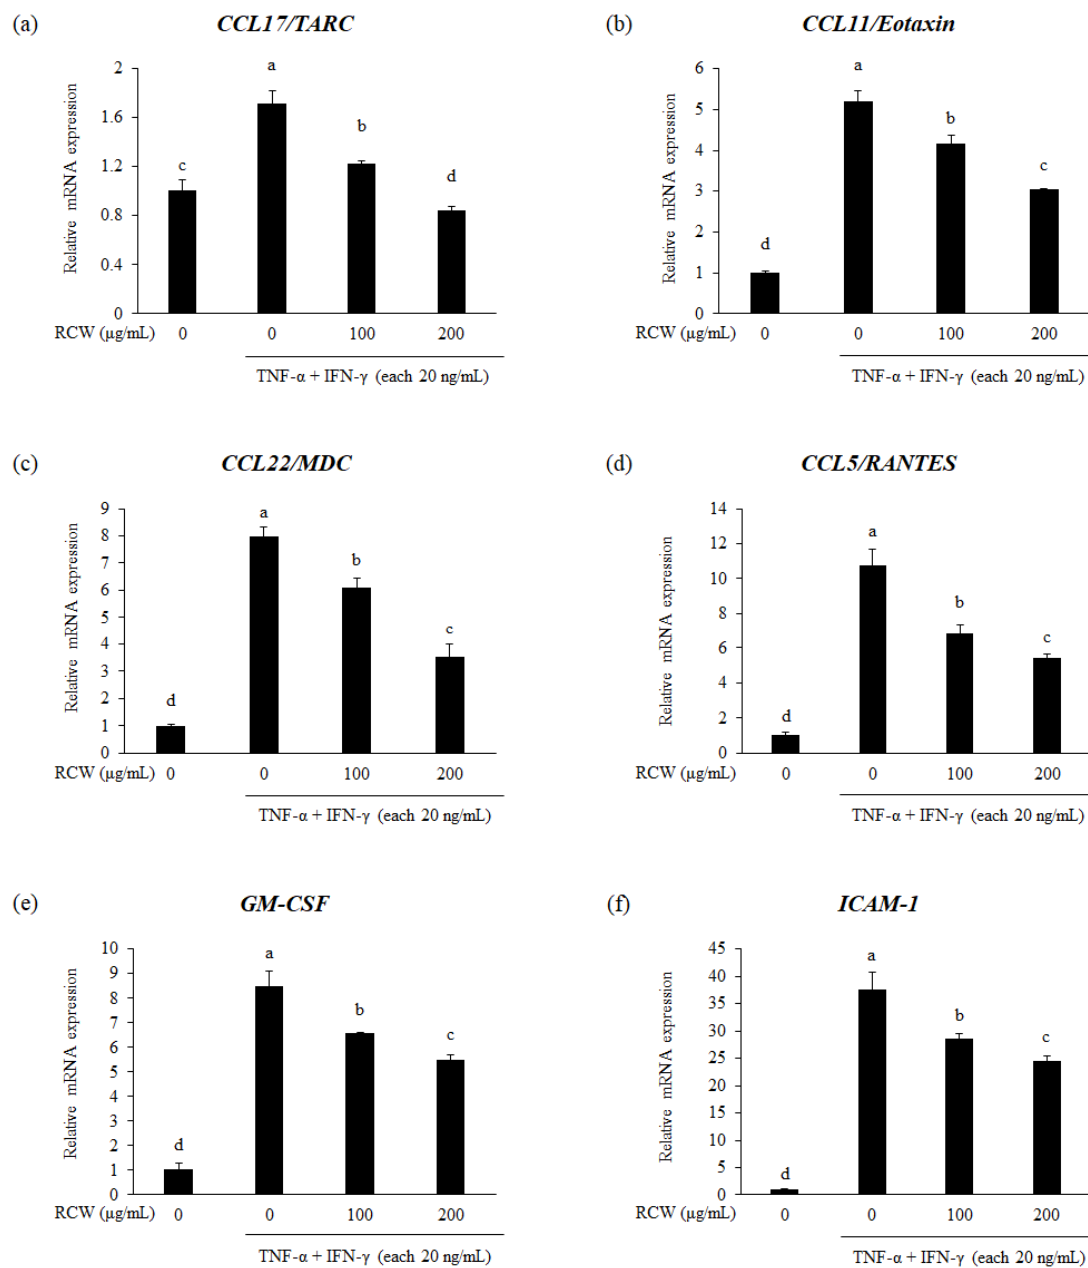 (a) CCL17/TARC
Relative mRNA expression
2
1.6
1.2
0.8
0.4
0
c
a
b
d
RCW (μg/mL) 0 0 100 200
TNF-α + IFN-γ (each 20 ng/mL)
(b) CCL11/Eotaxin
Relative mRNA expression
6
5
4
3
2
1
0
d
a
b
c
RCW (μg/mL) 0 0 100 200
TNF-α + IFN-γ (each 20 ng/mL)
(c) CCL22/MDC
Relative mRNA expression
9
8
7
6
5
4
3
2
1
0
d
a
b
c
RCW (μg/mL) 0 0 100 200
TNF-α + IFN-γ (each 20 ng/mL)
(d) CCL5/RANTES
Relative mRNA expression
14
12
10
8
6
4
2
0
d
a
b
c
RCW (μg/mL) 0 0 100 200
TNF-α + IFN-γ (each 20 ng/mL)
(e) GM-CSF
Relative mRNA expression
10
9
8
7
6
5
4
3
2
1
0
d
a
b
c
RCW (μg/mL) 0 0 100 200
TNF-α + IFN-γ (each 20 ng/mL)
(f) ICAM-1
Relative mRNA expression
45
40
35
30
25
20
15
10
5
0
d
a
b
c
RCW (μg/mL) 0 0 100 200
TNF-α + IFN-γ (each 20 ng/mL)